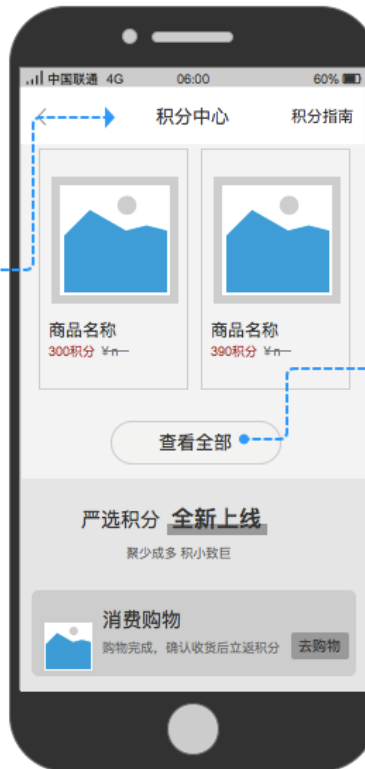 中国联通 4G 06:00 60%
积分中心 积分指南
商品名称 商品名称
300积分 ¥n 390积分 ¥n
查看全部
严选积分 全新上线
聚少成多 积小致巨
消费购物
购物完成，确认收货后立返积分 去购物